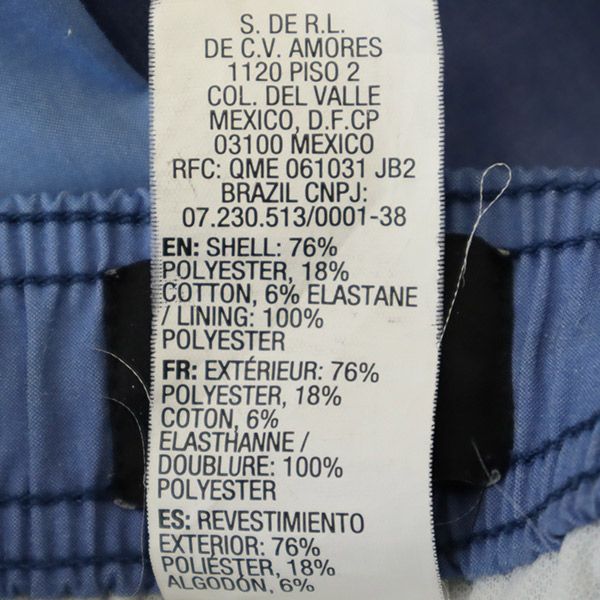 S. DE R.L.
DE C.V. AMORES
1120 PISO 2
COL. DEL VALLE
MEXICO, D.F.CP
03100 MEXICO
RFC: QME 061031 JB2
BRAZIL CNPJ:
07.230.513/0001-38
EN: SHELL: 76%
POLYESTER, 18%
COTTON, 6% ELASTANE
/ LINING: 100%
POLYESTER
FR: EXTÉRIEUR: 76%
POLYESTER, 18%
COTON, 6%
ELASTHANNE /
DOUBLURE: 100%
POLYESTER
ES: REVESTIMIENTO
EXTERIOR: 76%
POLIÉSTER, 18%
ALGODÓN, 6%